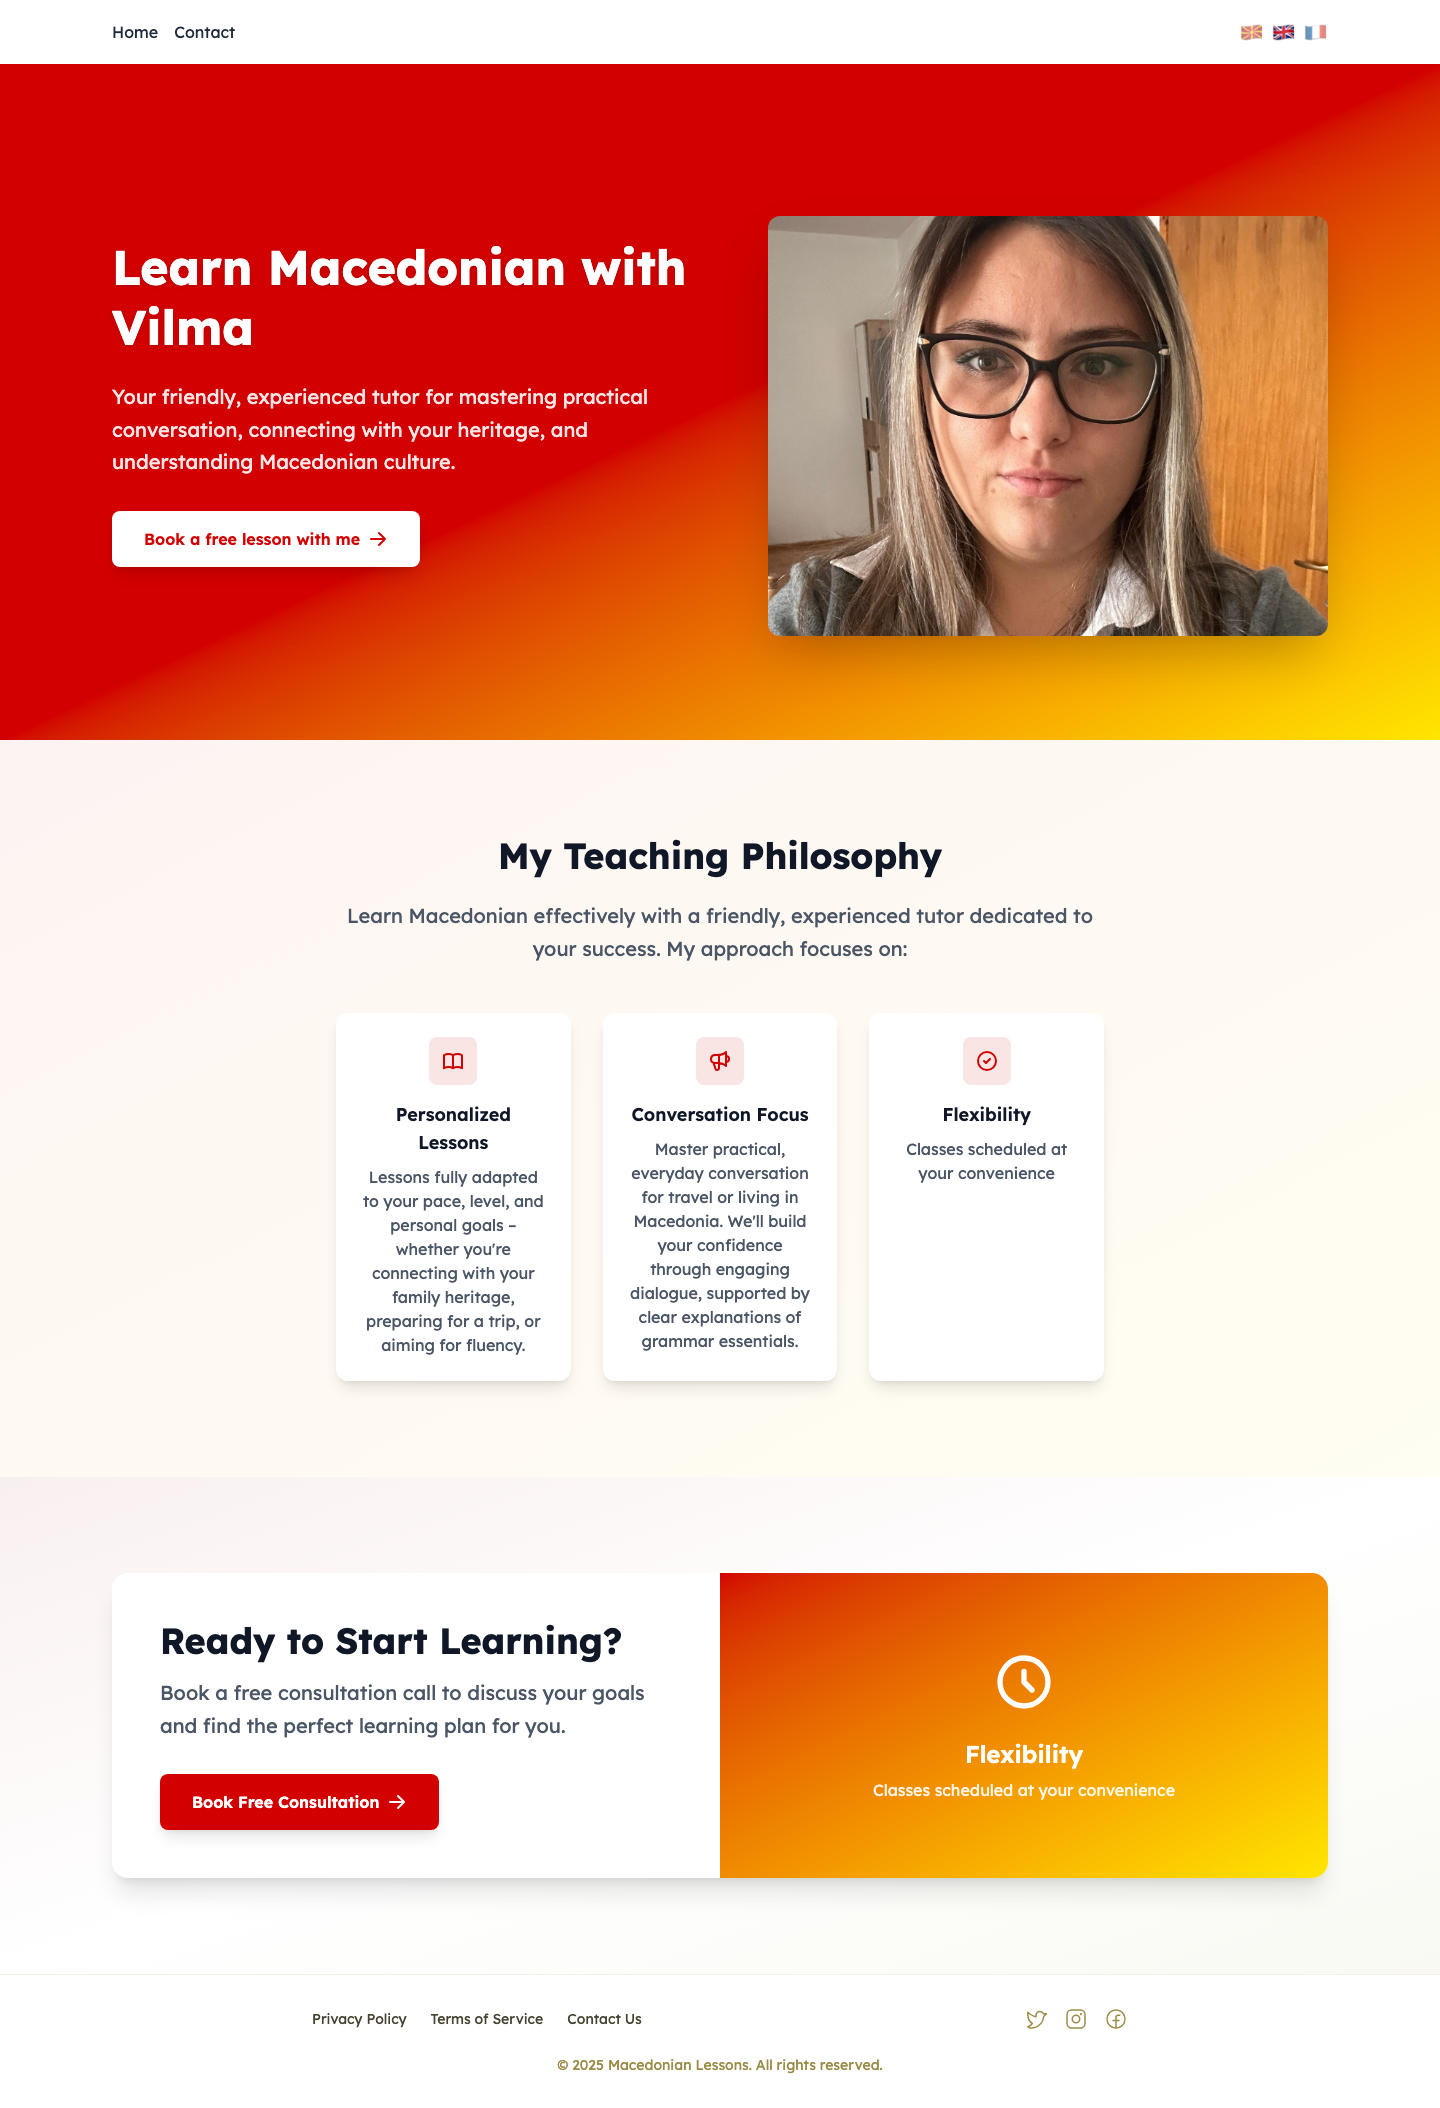 Home Contact
Learn Macedonian with
Vilma
Your friendly, experienced tutor for mastering practical
conversation, connecting with your heritage, and
understanding Macedonian culture.
Book a free lesson with me
My Teaching Philosophy
Learn Macedonian effectively with a friendly, experienced tutor dedicated to
your success. My approach focuses on:
Personalized
Lessons
Lessons fully adapted
to your pace, level, and
personal goals –
whether you're
connecting with your
family heritage,
preparing for a trip, or
aiming for fluency.
Conversation Focus
Master practical,
everyday conversation
for travel or living in
Macedonia. We'll build
your confidence
through engaging
dialogue, supported by
clear explanations of
grammar essentials.
Flexibility
Classes scheduled at
your convenience
Ready to Start Learning?
Book a free consultation call to discuss your goals
and find the perfect learning plan for you.
Book Free Consultation
Flexibility
Classes scheduled at your convenience
Privacy Policy Terms of Service Contact Us
© 2025 Macedonian Lessons. All rights reserved.